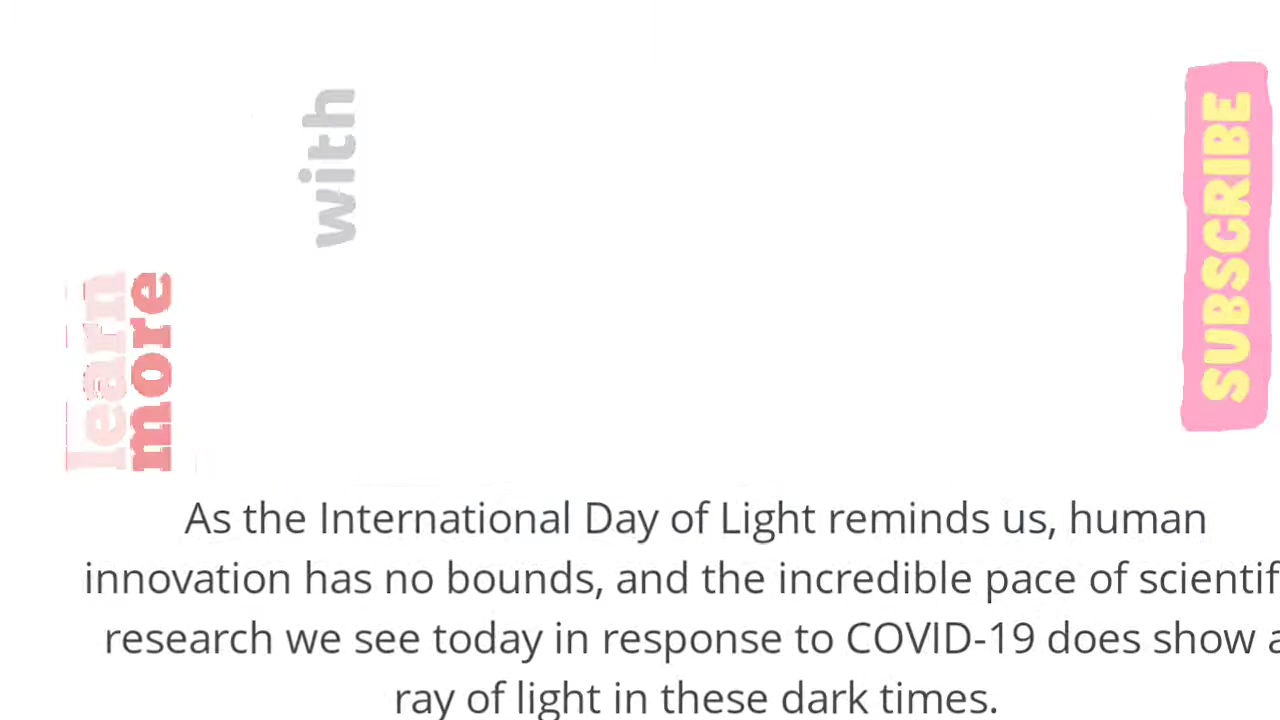 with
learn
more
SUBSCRIBE
As the International Day of Light reminds us, human
innovation has no bounds, and the incredible pace of scientif
research we see today in response to COVID-19 does show a
ray of light in these dark times.